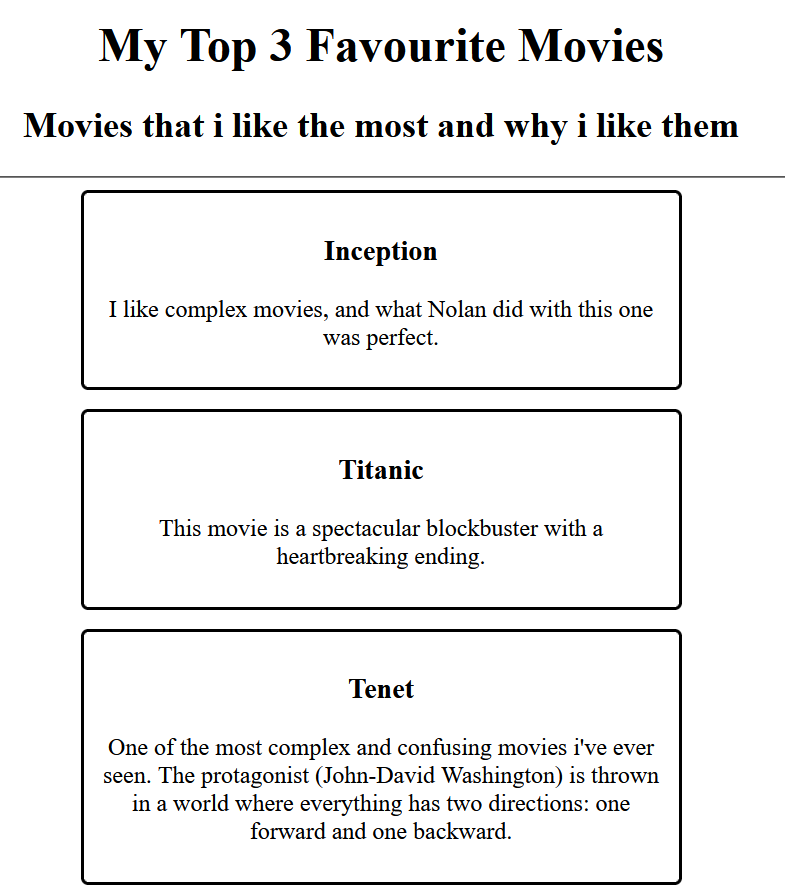 My Top 3 Favourite Movies
Movies that i like the most and why i like them
Inception
I like complex movies, and what Nolan did with this one
was perfect.
Titanic
This movie is a spectacular blockbuster with a
heartbreaking ending.
Tenet
One of the most complex and confusing movies i've ever
seen. The protagonist (John-David Washington) is thrown
in a world where everything has two directions: one
forward and one backward.